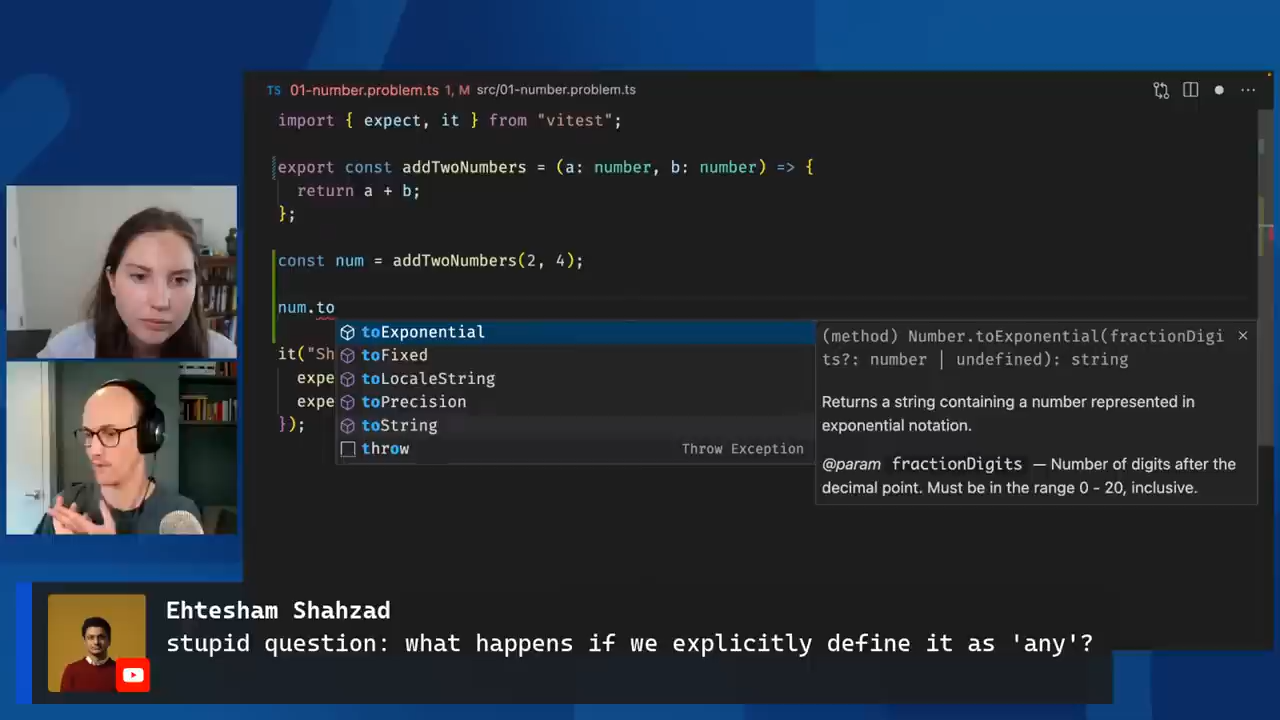 TS 01-number.problem.ts 1, M src/01-number.problem.ts
import { expect, it } from "vitest";
export const addTwoNumbers = (a: number, b: number) => {
return a + b;
};
const num = addTwoNumbers(2, 4);
num.to
toExponential
toFixed
toLocaleString
toPrecision
toString
throw Throw Exception
(method) Number.toExponential(fractionDigi
ts?: number | undefined): string
Returns a string containing a number represented in
exponential notation.
@param fractionDigits — Number of digits after the
decimal point. Must be in the range 0 - 20, inclusive.
it("Sh
expe
expe
});
Ehtesham Shahzad
stupid question: what happens if we explicitly define it as 'any'?